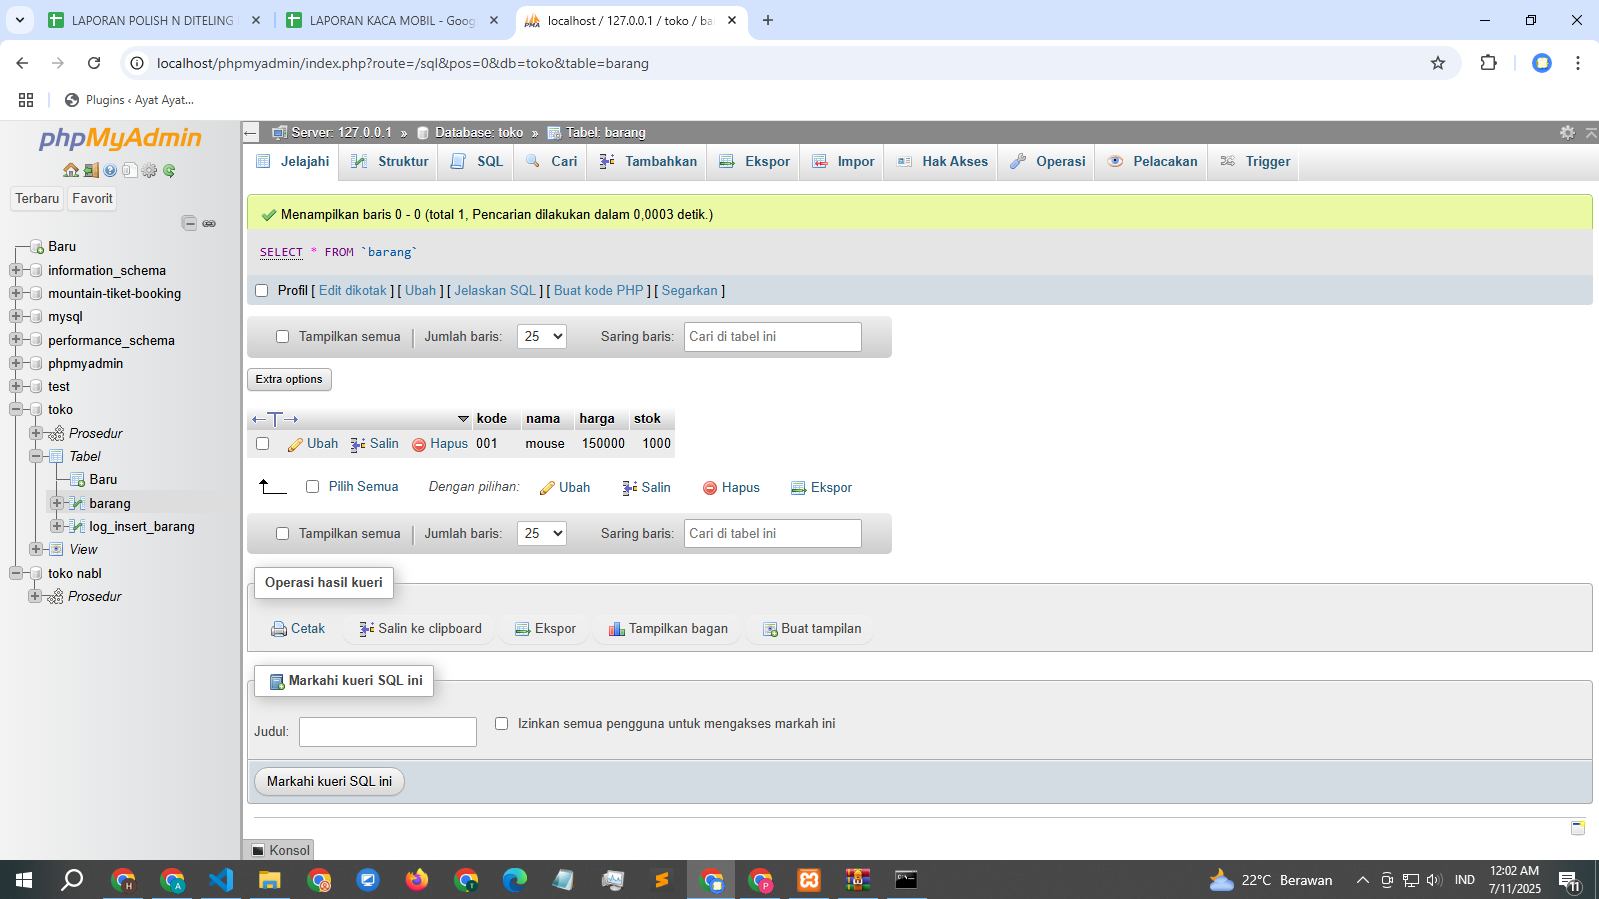 LAPORAN POLISH N DITELING
LAPORAN KACA MOBIL - Goog
localhost / 127.0.0.1 / toko / ba
localhost/phpmyadmin/index.php?route=/sql&pos=0&db=toko&table=barang
Plugins ‹ Ayat Ayat...
phpMyAdmin
Terbaru Favorit
Baru
information_schema
mountain-tiket-booking
mysql
performance_schema
phpmyadmin
test
toko
Prosedur
Tabel
Baru
barang
log_insert_barang
View
toko nabl
Prosedur
Server: 127.0.0.1 » Database: toko » Tabel: barang
Jelajahi Struktur SQL Cari Tambahkan Ekspor Impor Hak Akses Operasi Pelacakan Trigger
Menampilkan baris 0 - 0 (total 1, Pencarian dilakukan dalam 0,0003 detik.)
SELECT * FROM `barang`
Profil [ Edit dikotak ] [ Ubah ] [ Jelaskan SQL ] [ Buat kode PHP ] [ Segarkan ]
Tampilkan semua Jumlah baris: 25 Saring baris: Cari di tabel ini
Extra options
kode nama harga stok
Ubah Salin Hapus 001 mouse 150000 1000
Pilih Semua Dengan pilihan: Ubah Salin Hapus Ekspor
Tampilkan semua Jumlah baris: 25 Saring baris: Cari di tabel ini
Operasi hasil kueri
Cetak Salin ke clipboard Ekspor Tampilkan bagan Buat tampilan
Markahi kueri SQL ini
Judul: Izinkan semua pengguna untuk mengakses markah ini
Markahi kueri SQL ini
Konsol
22°C Berawan
IND
12:02 AM
7/11/2025
11